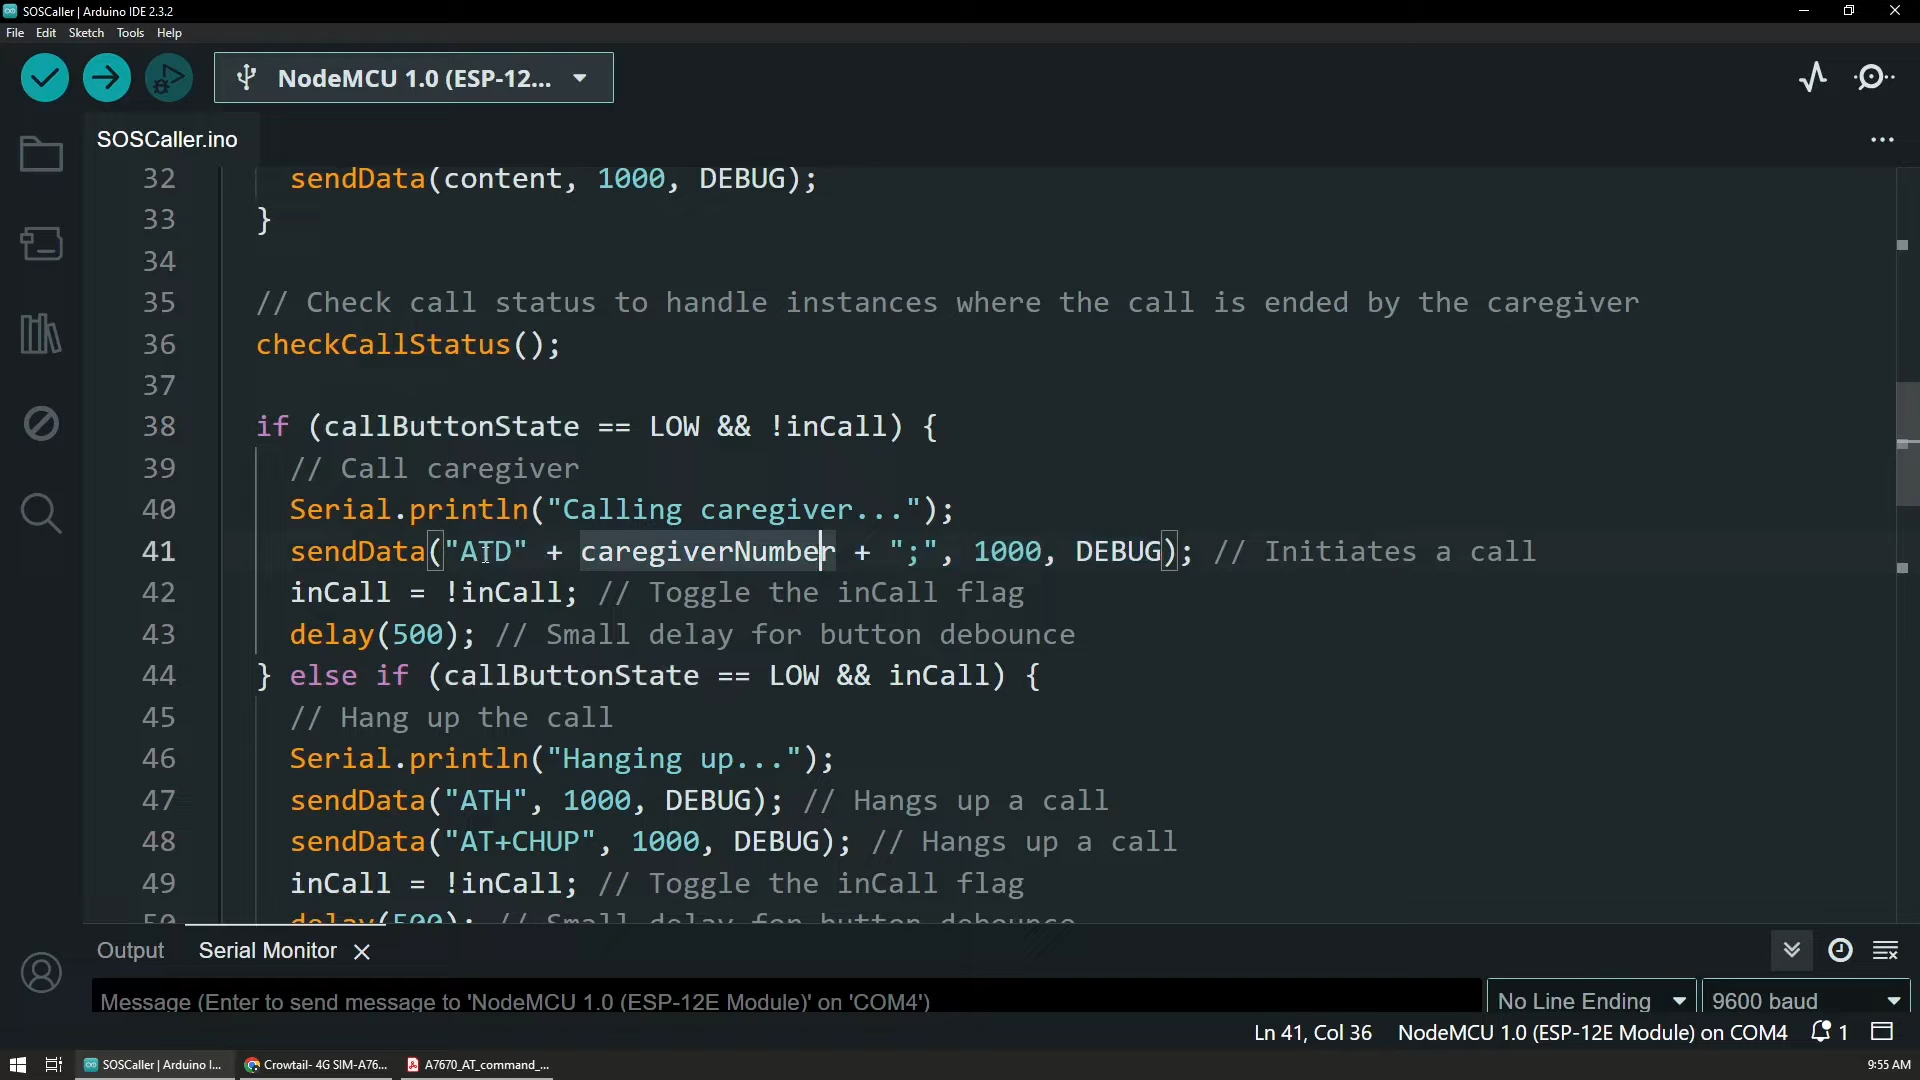 SOSCaller | Arduino IDE 2.3.2
File Edit Sketch Tools Help
NodeMCU 1.0 (ESP-12...
SOSCaller.ino
32 sendData(content, 1000, DEBUG);
33 }
34
35 // Check call status to handle instances where the call is ended by the caregiver
36 checkCallStatus();
37
38 if (callButtonState == LOW && !inCall) {
39 // Call caregiver
40 Serial.println("Calling caregiver...");
41 sendData("ATD" + caregiverNumber + ";", 1000, DEBUG); // Initiates a call
42 inCall = !inCall; // Toggle the inCall flag
43 delay(500); // Small delay for button debounce
44 } else if (callButtonState == LOW && inCall) {
45 // Hang up the call
46 Serial.println("Hanging up...");
47 sendData("ATH", 1000, DEBUG); // Hangs up a call
48 sendData("AT+CHUP", 1000, DEBUG); // Hangs up a call
49 inCall = !inCall; // Toggle the inCall flag
50 delay(500); // Small delay for button debounce
Output Serial Monitor
Message (Enter to send message to 'NodeMCU 1.0 (ESP-12E Module)' on 'COM4') No Line Ending 9600 baud
Ln 41, Col 36 NodeMCU 1.0 (ESP-12E Module) on COM4 1
SOSCaller | Arduino I... Crowtail- 4G SIM-A76... A7670_AT_command_... 9:55 AM